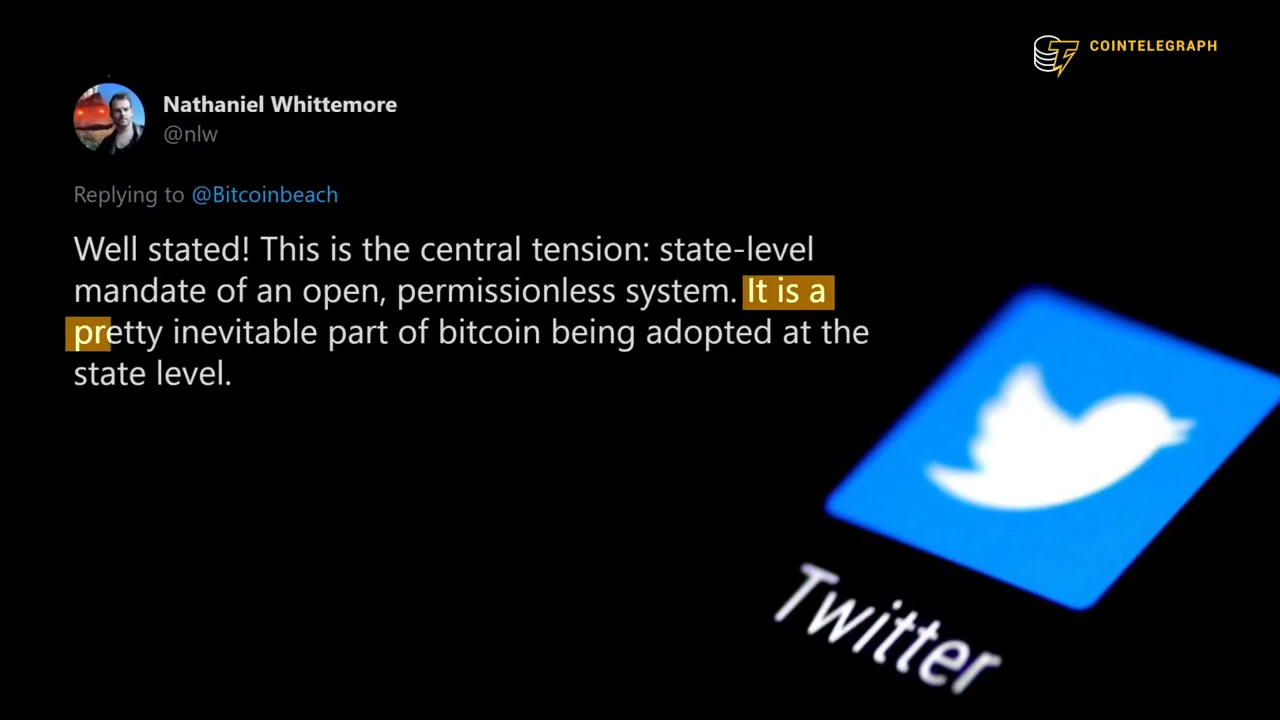 COINTELEGRAPH
Nathaniel Whittemore
@nlw
Replying to @Bitcoinbeach
Well stated! This is the central tension: state-level
mandate of an open, permissionless system. It is a
pretty inevitable part of bitcoin being adopted at the
state level.
Twitter